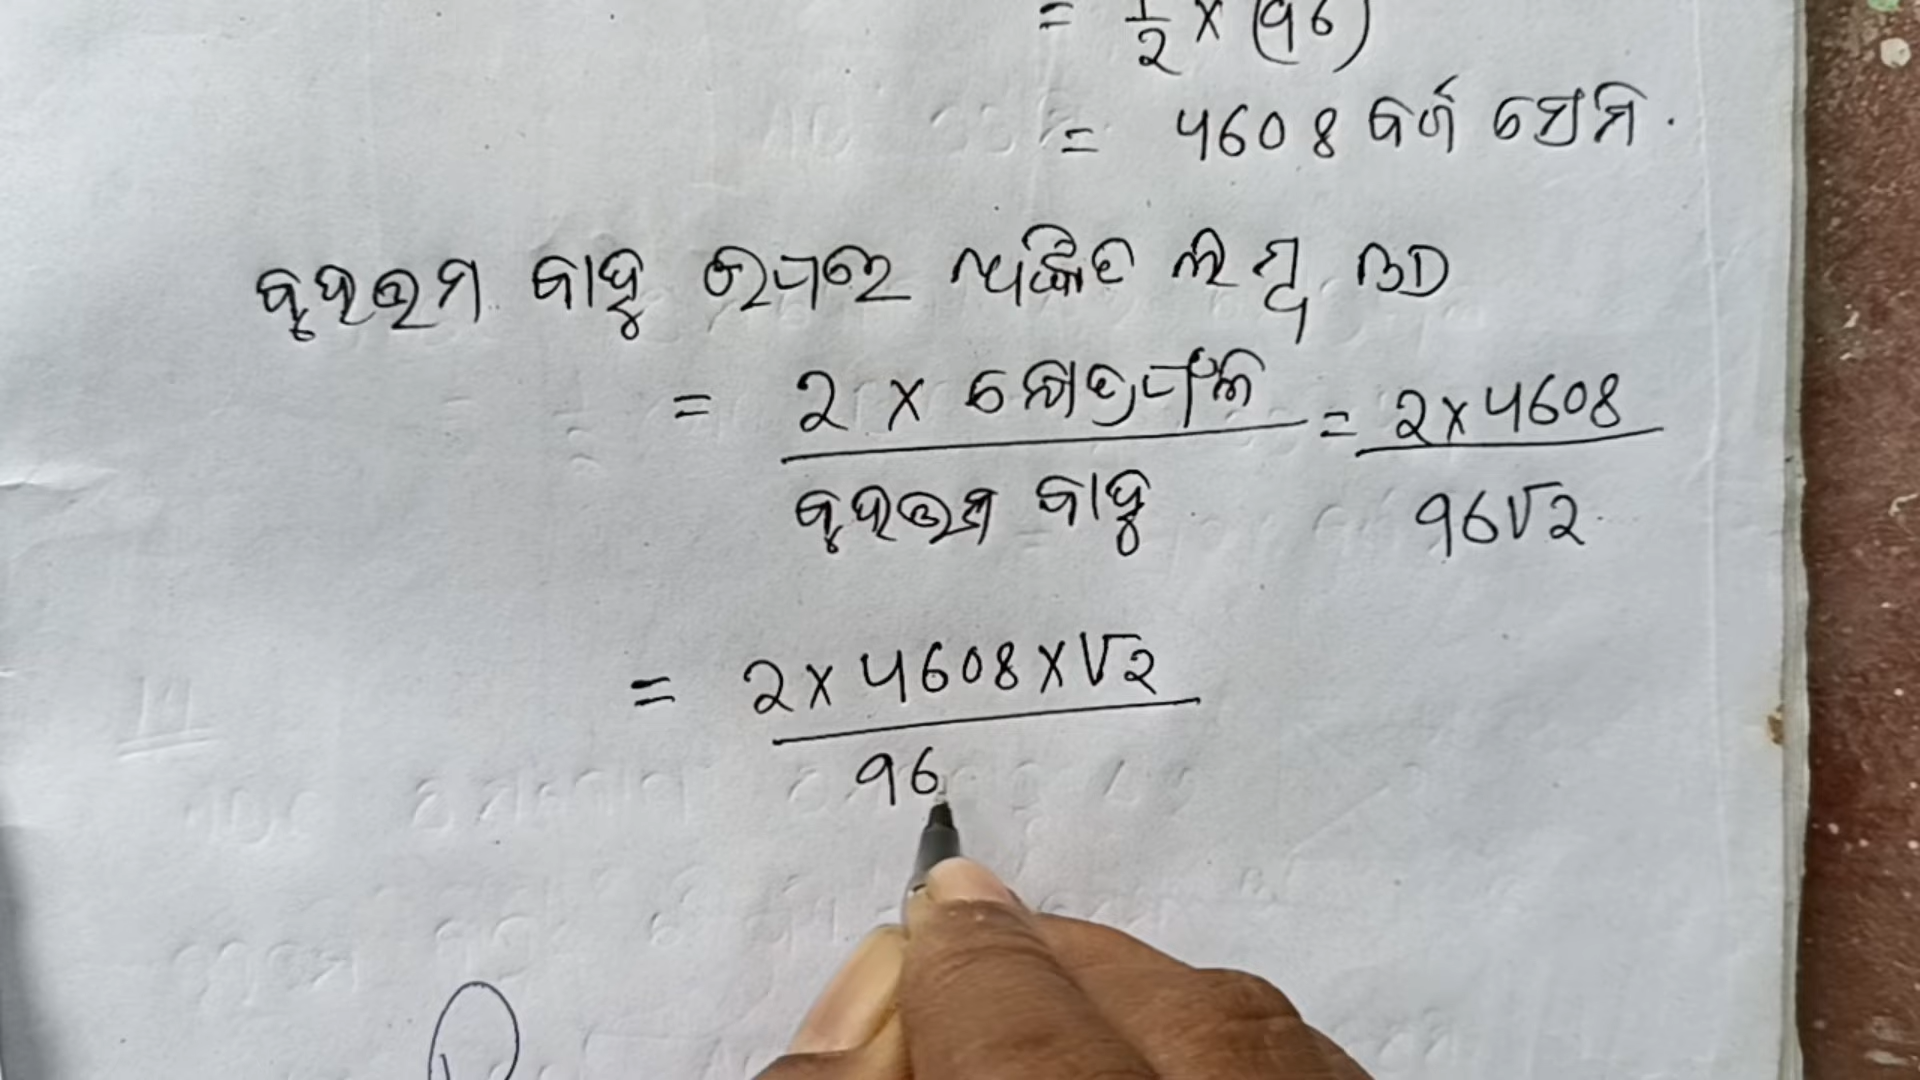 = 1/2 × (96)
= 4608 ବର୍ଗ ସେମି.
ବୃହତ୍ତମ ବାହୁ ଉପରେ ଅଙ୍କିତ ଲମ୍ବ BD
= 2 × କ୍ଷେତ୍ରଫଳ / ବୃହତ୍ତମ ବାହୁ = 2 × 4608 / 96√2
= 2 × 4608 × √2 / 96